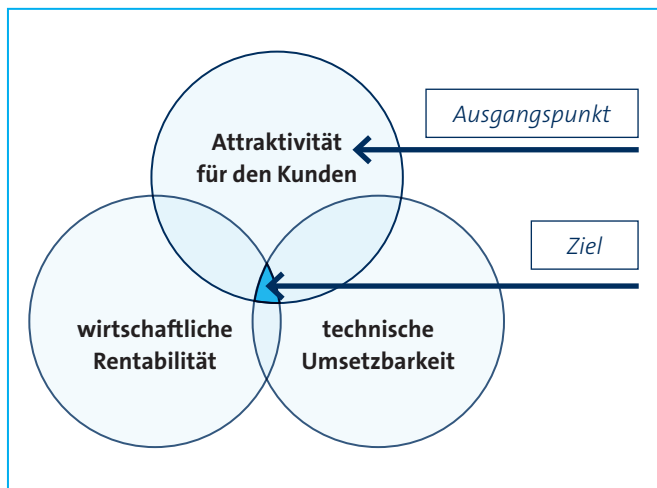 Ausgangspunkt
Attraktivität
für den Kunden
Ziel
wirtschaftliche
Rentabilität
technische
Umsetzbarkeit